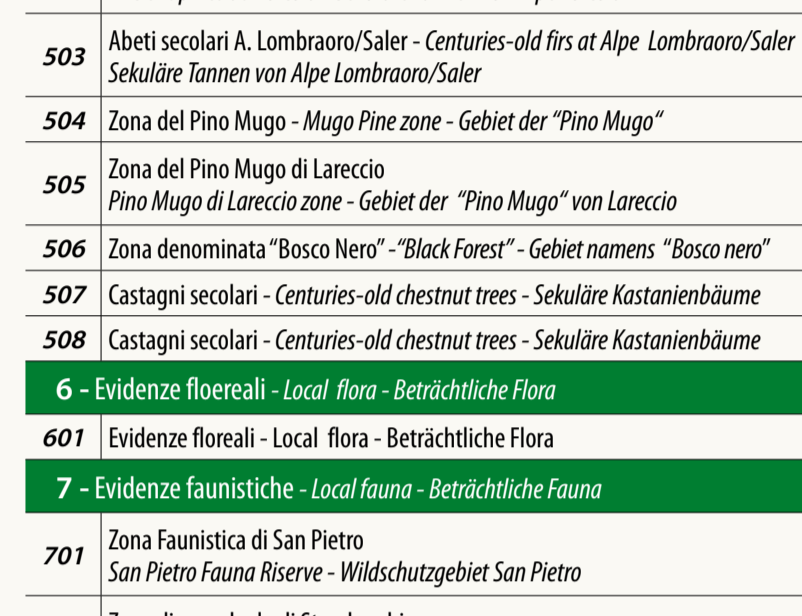 503
Abeti secolari A. Lombraoro/Saler - Centuries-old firs at Alpe Lombraoro/Saler
Sekuläre Tannen von Alpe Lombraoro/Saler
504 Zona del Pino Mugo - Mugo Pine zone - Gebiet der “Pino Mugo“
505
Zona del Pino Mugo di Lareccio
Pino Mugo di Lareccio zone - Gebiet der “Pino Mugo“ von Lareccio
506 Zona denominata “Bosco Nero” -“Black Forest” - Gebiet namens “Bosco nero”
507 Castagni secolari - Centuries-old chestnut trees - Sekuläre Kastanienbäume
508 Castagni secolari - Centuries-old chestnut trees - Sekuläre Kastanienbäume
6 - Evidenze floereali - Local flora - Beträchtliche Flora
601 Evidenze floreali - Local flora - Beträchtliche Flora
7 - Evidenze faunistiche - Local fauna - Beträchtliche Fauna
701
Zona Faunistica di San Pietro
San Pietro Fauna Riserve - Wildschutzgebiet San Pietro